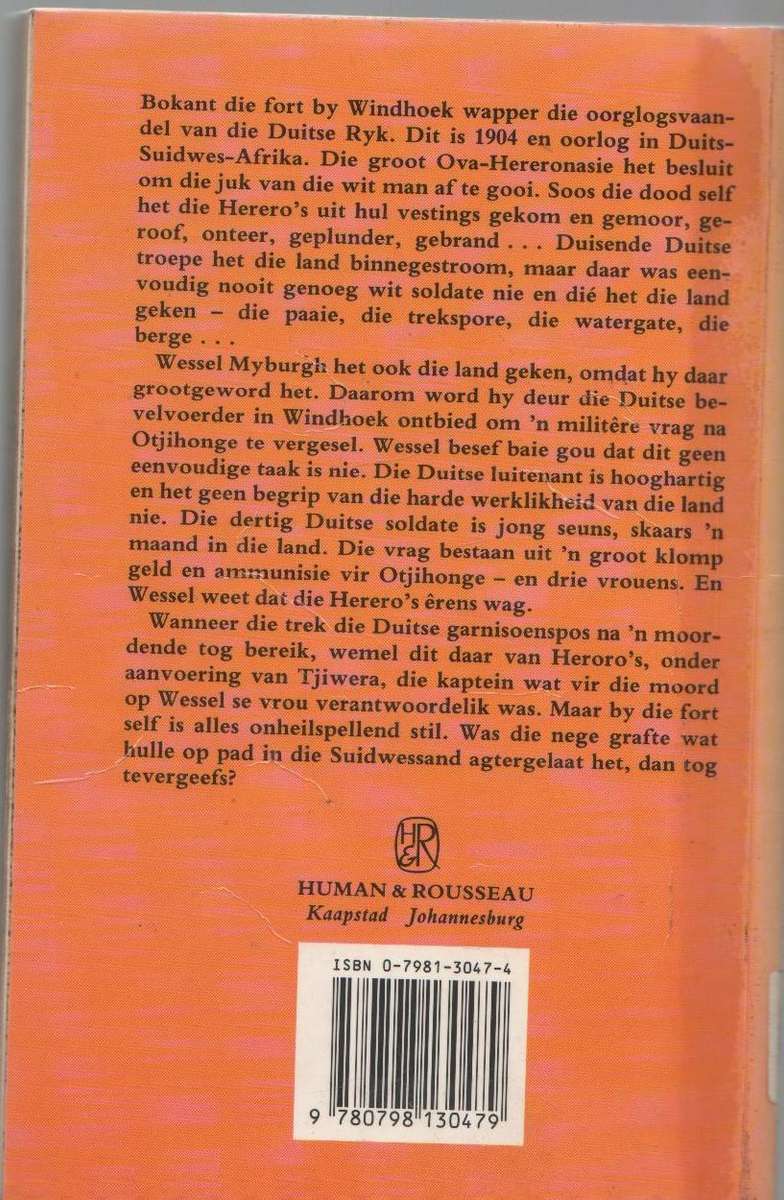 Bokant die fort by Windhoek wapper die oorglogsvaan-
del van die Duitse Ryk. Dit is 1904 en oorlog in Duits-
Suidwes-Afrika. Die groot Ova-Hereronasie het besluit
om die juk van die wit man af te gooi. Soos die dood self
het die Herero's uit hul vestings gekom en gemoor, ge-
roof, onteer, geplunder, gebrand . . . Duisende Duitse
troepe het die land binnegestroom, maar daar was een-
voudig nooit genoeg wit soldate nie en dié het die land
geken – die paaie, die trekspore, die watergate, die
berge . . .
Wessel Myburgh het ook die land geken, omdat hy daar
grootgeword het. Daarom word hy deur die Duitse be-
velvoerder in Windhoek ontbied om 'n militêre vrag na
Otjihonge te vergesel. Wessel besef baie gou dat dit geen
eenvoudige taak is nie. Die Duitse luitenant is hooghartig
en het geen begrip van die harde werklikheid van die land
nie. Die dertig Duitse soldate is jong seuns, skaars 'n
maand in die land. Die vrag bestaan uit 'n groot klomp
geld en ammunisie vir Otjihonge – en drie vrouens. En
Wessel weet dat die Herero's êrens wag.
Wanneer die trek die Duitse garnisoenspos na 'n moor-
dende tog bereik, wemel dit daar van Heroro's, onder
aanvoering van Tjiwera, die kaptein wat vir die moord
op Wessel se vrou verantwoordelik was. Maar by die fort
self is alles onheilspellend stil. Was die nege grafte wat
hulle op pad in die Suidwessand agtergelaat het, dan tog
tevergeefs?
H&R
HUMAN & ROUSSEAU
Kaapstad Johannesburg
ISBN 0-7981-3047-4
9 780798 130479